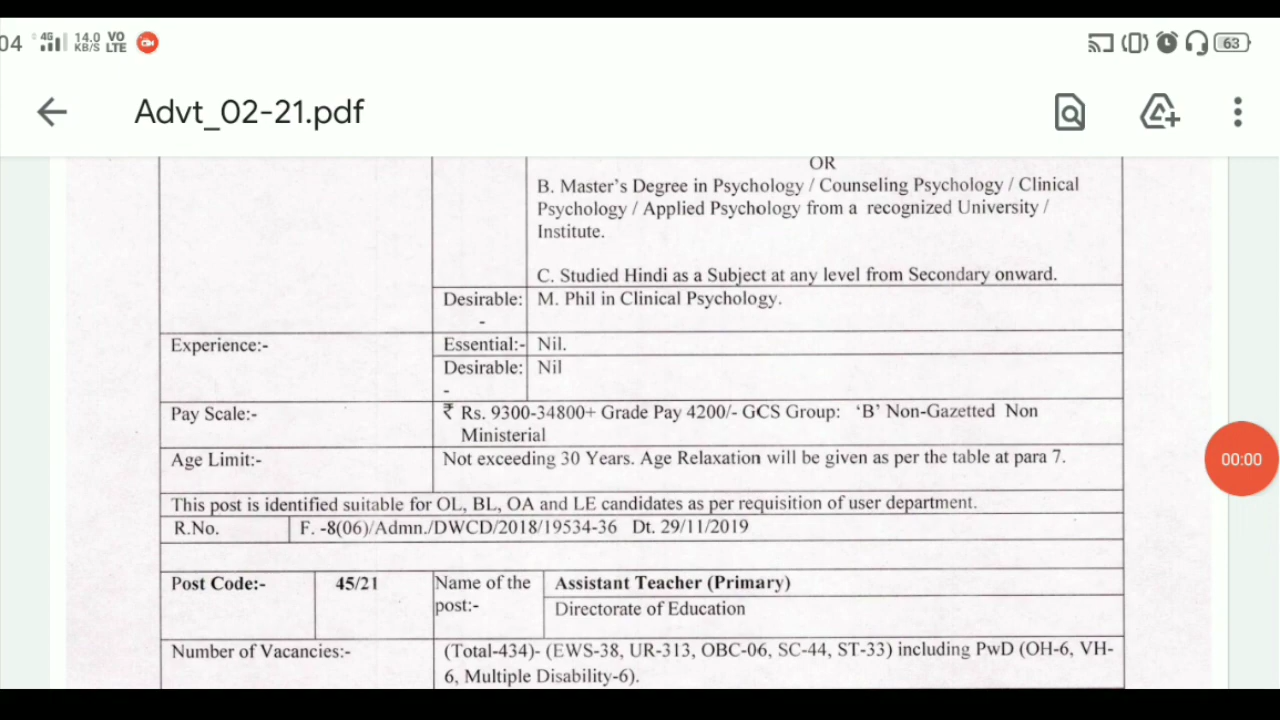 04 4G 14.0 KB/S VO LTE 63
Advt_02-21.pdf
OR
B. Master's Degree in Psychology / Counseling Psychology / Clinical
Psychology / Applied Psychology from a recognized University /
Institute.
C. Studied Hindi as a Subject at any level from Secondary onward.
Desirable: M. Phil in Clinical Psychology.
-
Experience:- Essential:- Nil.
Desirable: Nil
-
Pay Scale:- ₹ Rs. 9300-34800+ Grade Pay 4200/- GCS Group: 'B' Non-Gazetted Non
Ministerial
Age Limit:- Not exceeding 30 Years. Age Relaxation will be given as per the table at para 7.
00:00
This post is identified suitable for OL, BL, OA and LE candidates as per requisition of user department.
R.No. F. -8(06)/Admn./DWCD/2018/19534-36 Dt. 29/11/2019
Post Code:- 45/21 Name of the Assistant Teacher (Primary)
post:- Directorate of Education
Number of Vacancies:- (Total-434)- (EWS-38, UR-313, OBC-06, SC-44, ST-33) including PwD (OH-6, VH-
6, Multiple Disability-6).